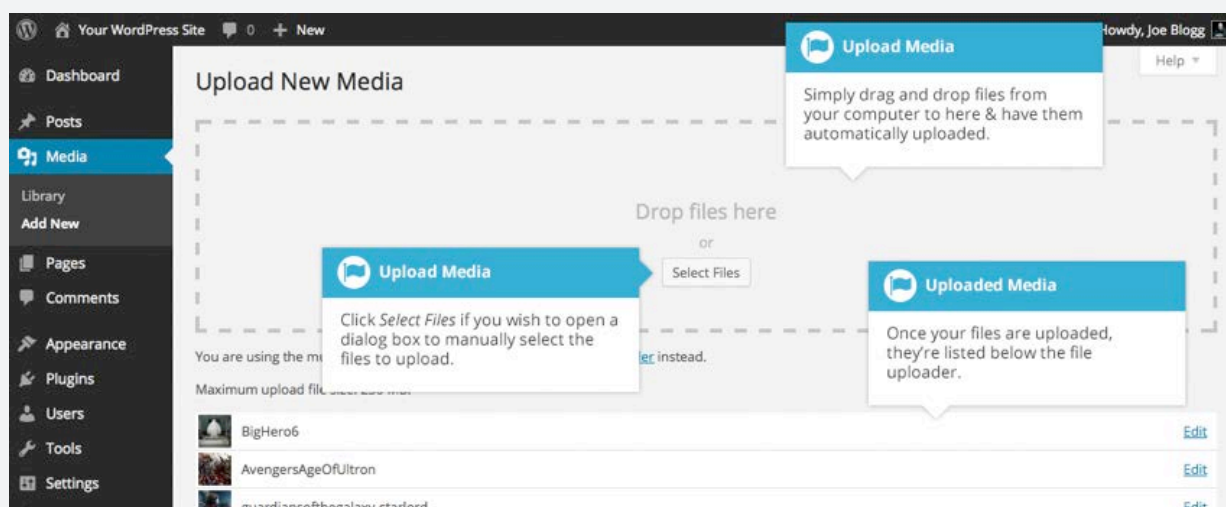 Your WordPress Site 0 + New
Howdy, Joe Blogg
Help
Dashboard
Posts
Media
Library
Add New
Pages
Comments
Appearance
Plugins
Users
Tools
Settings
Upload New Media
Upload Media
Simply drag and drop files from
your computer to here & have them
automatically uploaded.
Drop files here
or
Select Files
Upload Media
Click Select Files if you wish to open a
dialog box to manually select the
files to upload.
Uploaded Media
Once your files are uploaded,
they're listed below the file
uploader.
You are using the instead.
Maximum upload
BigHero6
Edit
AvengersAgeOfUltron
Edit
guardiansofthegalaxy starlord
Edit